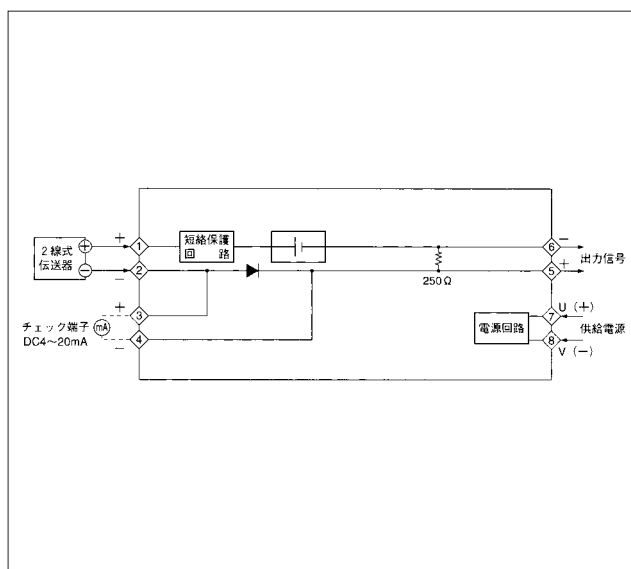 2線式
伝送器
+
−
+
−
1
2
3
4
短絡保護
回　路
250Ω
6
5
−
+
出力信号
+
−
チェック端子
DC4～20mA
mA
電源回路
7
8
U（+）
V（−）
供給電源